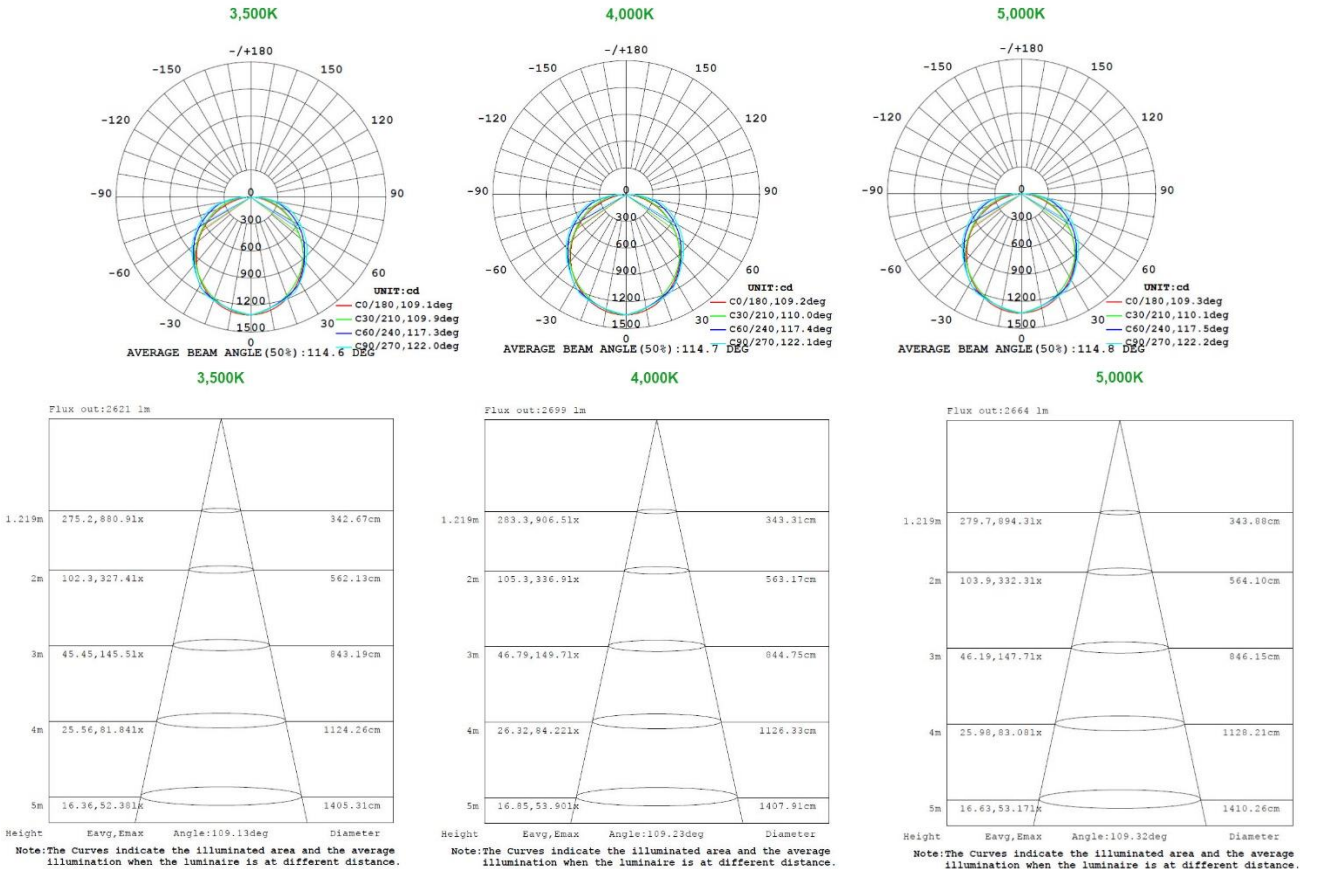 3,500K
4,000K
5,000K
-/+180
-150
150
-120
120
-90
90
0
300
600
900
1200
1500
-60
60
-30
30
0
UNIT:cd
C0/180,109.1deg
C30/210,109.9deg
C60/240,117.3deg
C90/270,122.0deg
AVERAGE BEAM ANGLE(50%):114.6 DEG
-/+180
-150
150
-120
120
-90
90
0
300
600
900
1200
1500
-60
60
-30
30
0
UNIT:cd
C0/180,109.2deg
C30/210,110.0deg
C60/240,117.4deg
C90/270,122.1deg
AVERAGE BEAM ANGLE(50%):114.7 DEG
-/+180
-150
150
-120
120
-90
90
0
300
600
900
1200
1500
-60
60
-30
30
0
UNIT:cd
C0/180,109.3deg
C30/210,110.1deg
C60/240,117.5deg
C90/270,122.2deg
AVERAGE BEAM ANGLE(50%):114.8 DEG
3,500K
4,000K
5,000K
Flux out:2621 lm
1.219m 275.2,880.9lx 342.67cm
2m 102.3,327.4lx 562.13cm
3m 45.45,145.5lx 843.19cm
4m 25.56,81.84lx 1124.26cm
5m 16.36,52.38lx 1405.31cm
Height Eavg,Emax Angle:109.13deg Diameter
Note:The Curves indicate the illuminated area and the average
illumination when the luminaire is at different distance.
Flux out:2699 lm
1.219m 283.3,906.5lx 343.31cm
2m 105.3,336.9lx 563.17cm
3m 46.79,149.7lx 844.75cm
4m 26.32,84.22lx 1126.33cm
5m 16.85,53.90lx 1407.91cm
Height Eavg,Emax Angle:109.23deg Diameter
Note:The Curves indicate the illuminated area and the average
illumination when the luminaire is at different distance.
Flux out:2664 lm
1.219m 279.7,894.3lx 343.88cm
2m 103.9,332.3lx 564.10cm
3m 46.19,147.7lx 846.15cm
4m 25.98,83.08lx 1128.21cm
5m 16.63,53.17lx 1410.26cm
Height Eavg,Emax Angle:109.32deg Diameter
Note:The Curves indicate the illuminated area and the average
illumination when the luminaire is at different distance.